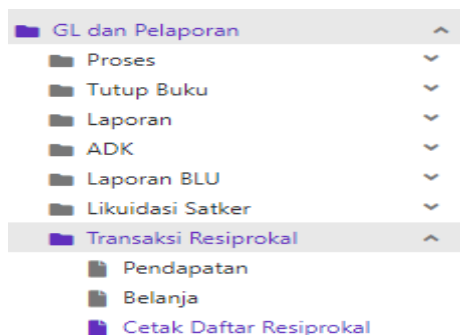 GL dan Pelaporan
Proses
Tutup Buku
Laporan
ADK
Laporan BLU
Likuidasi Satker
Transaksi Resiprokal
Pendapatan
Belanja
Cetak Daftar Resiprokal